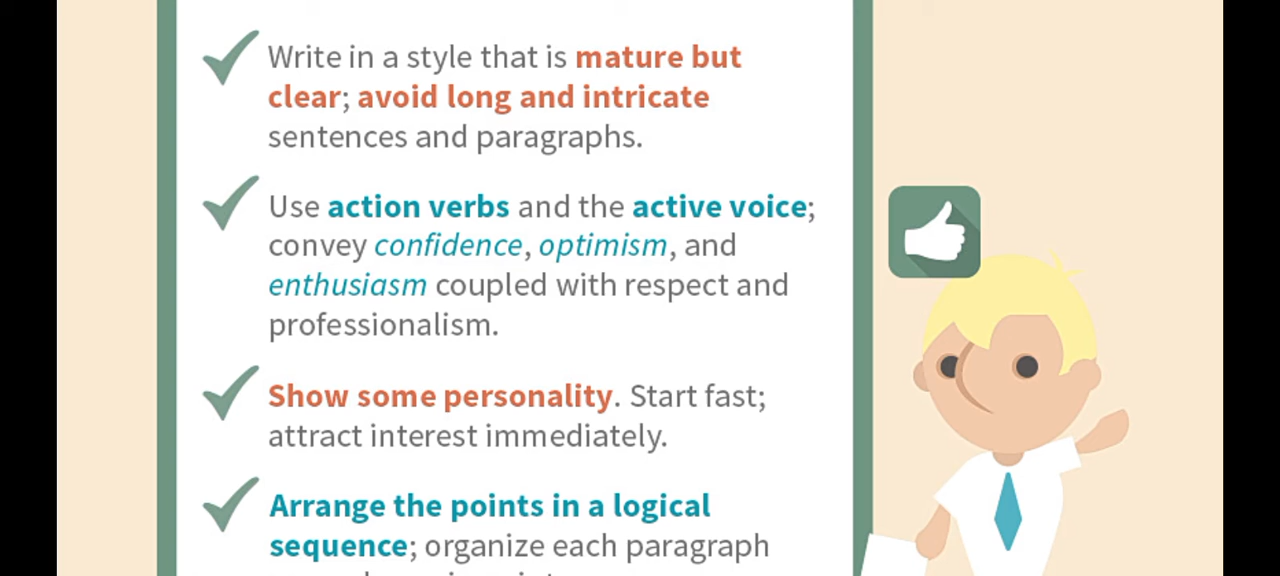 Write in a style that is mature but
clear; avoid long and intricate
sentences and paragraphs.
Use action verbs and the active voice;
convey confidence, optimism, and
enthusiasm coupled with respect and
professionalism.
Show some personality. Start fast;
attract interest immediately.
Arrange the points in a logical
sequence; organize each paragraph